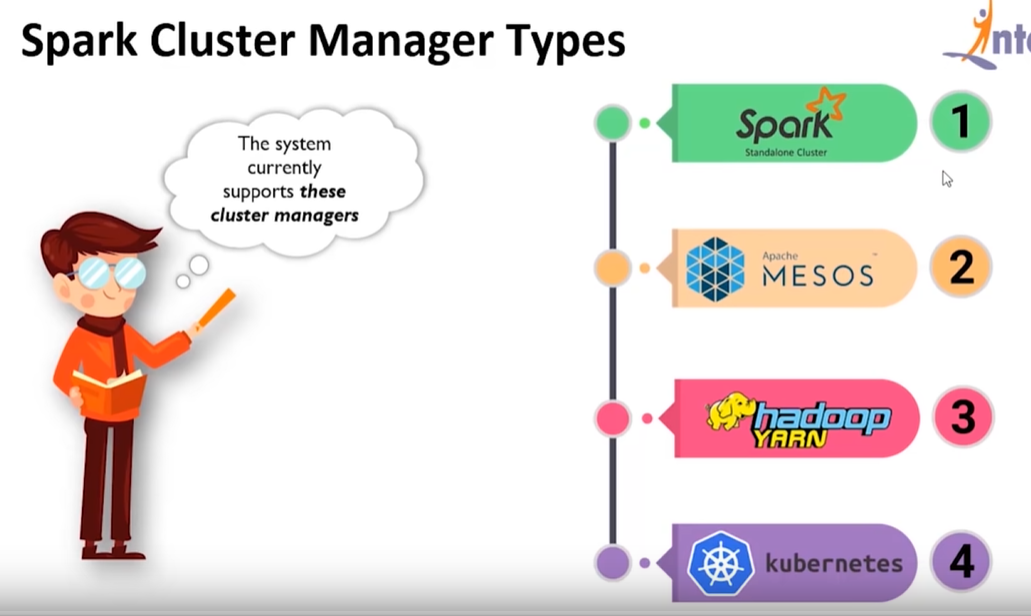 Spark Cluster Manager Types
The system
currently
supports these
cluster managers
Spark
Standalone Cluster
1
Apache
MESOS™
2
hadoop
YARN
3
kubernetes
4